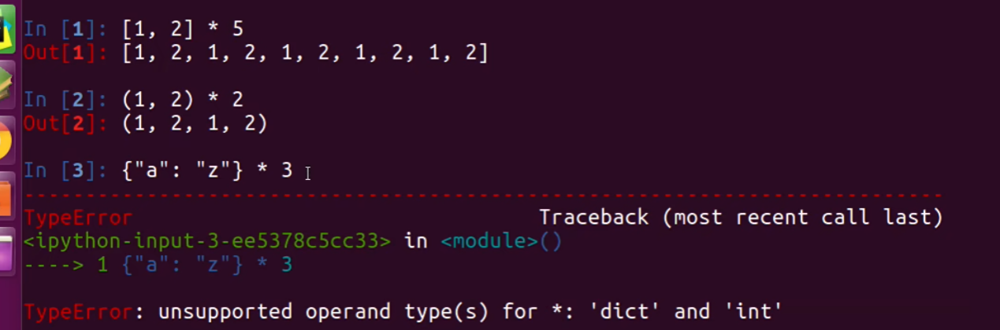 In [1]: [1, 2] * 5
Out[1]: [1, 2, 1, 2, 1, 2, 1, 2, 1, 2]
In [2]: (1, 2) * 2
Out[2]: (1, 2, 1, 2)
In [3]: {"a": "z"} * 3
---------------------------------------------------------------------------
TypeError                                 Traceback (most recent call last)
<ipython-input-3-ee5378c5cc33> in <module>()
----> 1 {"a": "z"} * 3
TypeError: unsupported operand type(s) for *: 'dict' and 'int'